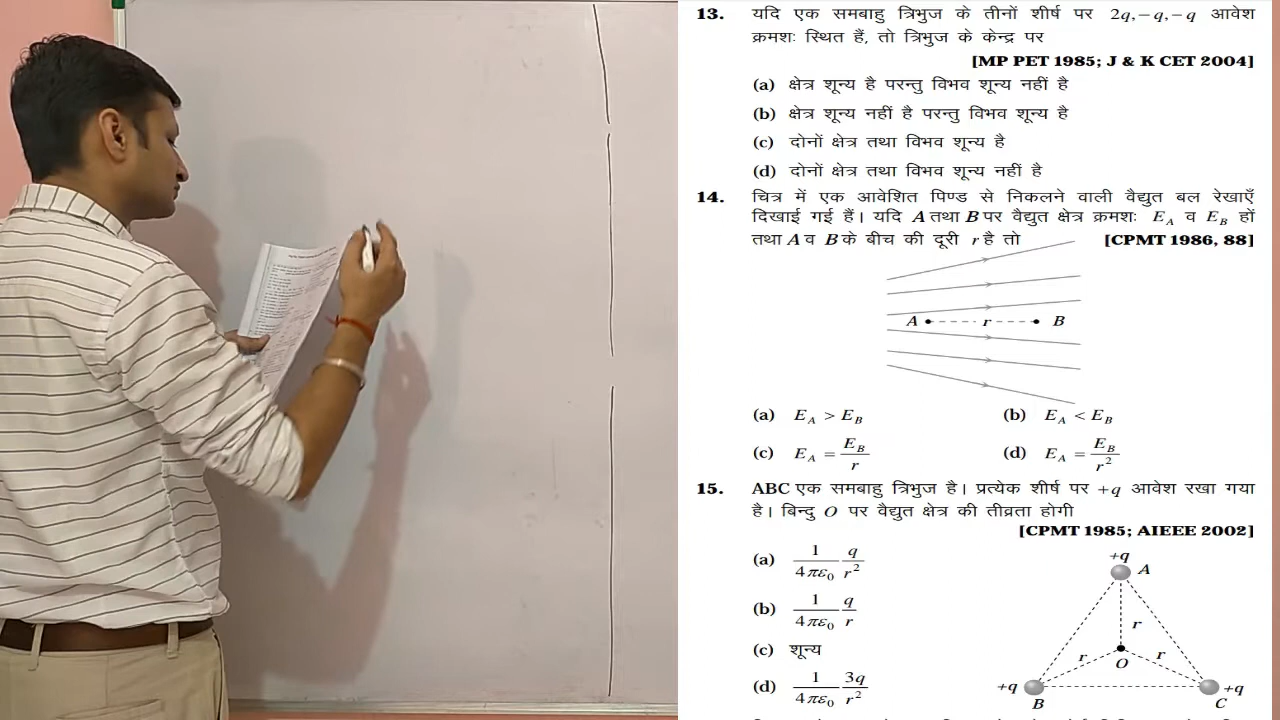 13. यदि एक समबाहु त्रिभुज के तीनों शीर्ष पर 2q,−q,−q आवेश
क्रमशः स्थित हैं, तो त्रिभुज के केन्द्र पर
[MP PET 1985; J & K CET 2004]
(a) क्षेत्र शून्य है परन्तु विभव शून्य नहीं है
(b) क्षेत्र शून्य नहीं है परन्तु विभव शून्य है
(c) दोनों क्षेत्र तथा विभव शून्य है
(d) दोनों क्षेत्र तथा विभव शून्य नहीं है
14. चित्र में एक आवेशित पिण्ड से निकलने वाली वैद्युत बल रेखाएँ
दिखाई गई हैं। यदि A तथा B पर वैद्युत क्षेत्र क्रमशः E_A व E_B हों
तथा A व B के बीच की दूरी r है तो [CPMT 1986, 88]
A r B
(a) E_A > E_B (b) E_A < E_B
(c) E_A = E_B/r (d) E_A = E_B/r²
15. ABC एक समबाहु त्रिभुज है। प्रत्येक शीर्ष पर +q आवेश रखा गया
है। बिन्दु O पर वैद्युत क्षेत्र की तीव्रता होगी
[CPMT 1985; AIEEE 2002]
(a) 1/4πε₀ q/r²
(b) 1/4πε₀ q/r
(c) शून्य
(d) 1/4πε₀ 3q/r²
+q A
r
r O r
+q B C +q